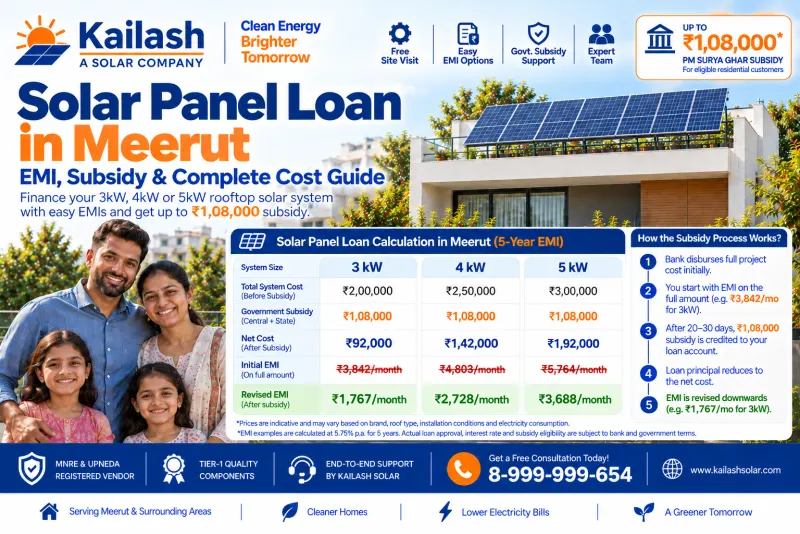 Kailash
A SOLAR COMPANY
Clean Energy
Brighter
Tomorrow
Free
Site Visit
Easy
EMI Options
Govt. Subsidy
Support
Expert
Team
UP TO
₹1,08,000*
PM SURYA GHAR SUBSIDY
For eligible residential customers
Solar Panel Loan
in Meerut
EMI, Subsidy & Complete Cost Guide
Finance your 3kW, 4kW or 5kW rooftop solar system
with easy EMIs and get up to ₹1,08,000 subsidy.
Solar Panel Loan Calculation in Meerut (5-Year EMI)
System Size 3 kW 4 kW 5 kW
Total System Cost
(Before Subsidy)
₹2,00,000 ₹2,50,000 ₹3,00,000
Government Subsidy
(Central + State)
₹1,08,000 ₹1,08,000 ₹1,08,000
Net Cost
(After Subsidy)
₹92,000 ₹1,42,000 ₹1,92,000
Initial EMI
(On full amount)
₹3,842/month ₹4,803/month ₹5,764/month
Revised EMI
(After subsidy)
₹1,767/month ₹2,728/month ₹3,688/month
*Prices are indicative and may vary based on brand, roof type, installation conditions and electricity consumption.
*EMI examples are calculated at 5.75% p.a. for 5 years. Actual loan approval, interest rate and subsidy eligibility are subject to bank and government terms.
How the Subsidy Process Works?
1 Bank disburses full project
cost initially.
2 You start with EMI on the
full amount (e.g. ₹3,842/mo
for 3kW).
3 After 20–30 days, ₹1,08,000
subsidy is credited to your
loan account.
4 Loan principal reduces to
the net cost.
5 EMI is revised downwards
(e.g. ₹1,767/mo for 3kW).
MNRE & UPNEDA
REGISTERED VENDOR
TIER-1 QUALITY
COMPONENTS
END-TO-END SUPPORT
BY KAILASH SOLAR
Get a Free Consultation Today!
8-999-999-654
www.kailashsolar.com
Serving Meerut & Surrounding Areas
Cleaner Homes
Lower Electricity Bills
A Greener Tomorrow